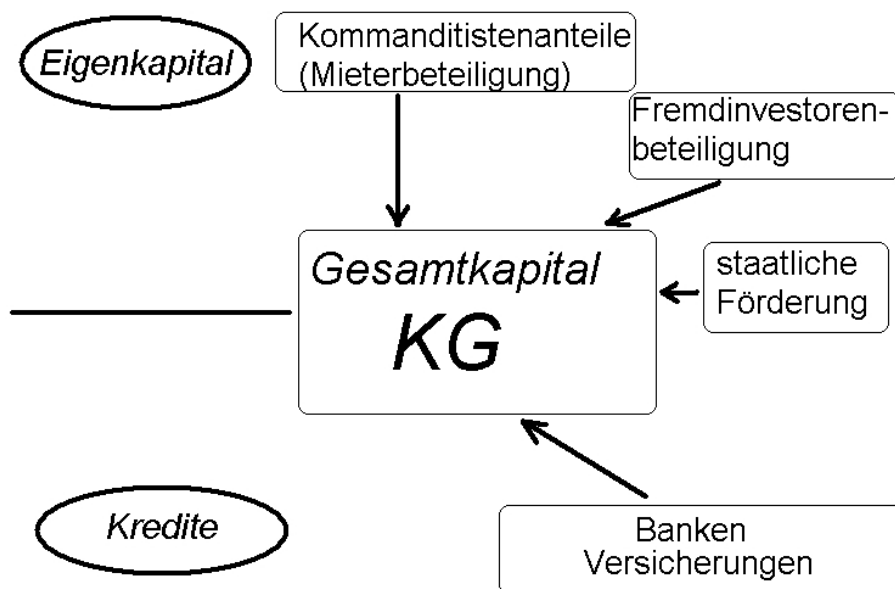 Eigenkapital
Kommanditistenanteile
(Mieterbeteiligung)
Fremdinvestoren-
beteiligung
Gesamtkapital
KG
staatliche
Förderung
Kredite
Banken
Versicherungen